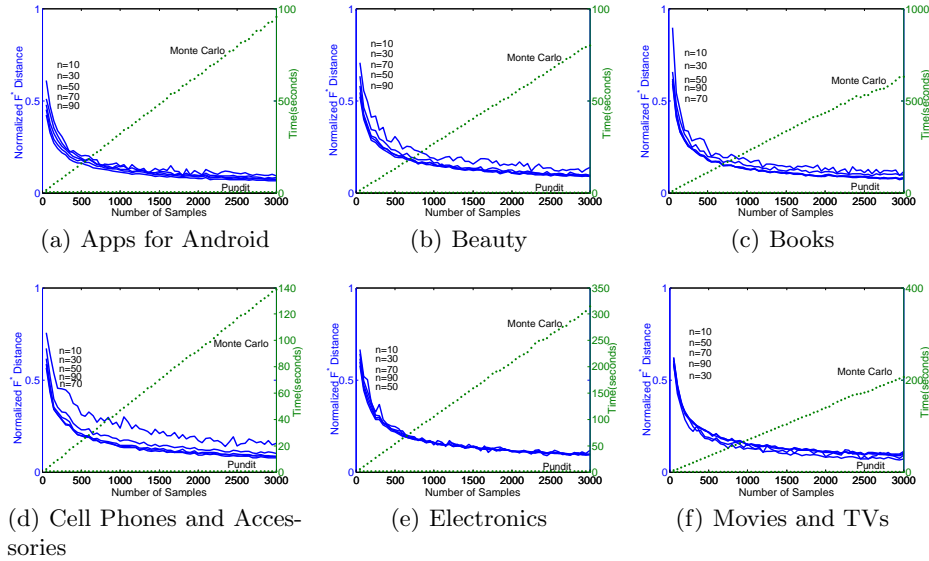 1
100
Normalized F* Distance
n=10
n=30
n=50
n=70
n=90
Monte Carlo
0.5
50
Time(seconds)
Pundit
0
0
0 500 1000 1500 2000 2500 3000
Number of Samples
(a) Apps for Android
1
100
Normalized F* Distance
n=10
n=30
n=70
n=50
n=90
Monte Carlo
0.5
50
Time(seconds)
Pundit
0
0
0 500 1000 1500 2000 2500 3000
Number of Samples
(b) Beauty
1
1000
Normalized F* Distance
n=10
n=30
n=50
n=90
n=70
Monte Carlo
0.5
500
Time(seconds)
Pundit
0
0
0 500 1000 1500 2000 2500 3000
Number of Samples
(c) Books
1
140
120
100
80
60
40
20
0
Normalized F* Distance
n=10
n=30
n=50
n=90
n=70
Monte Carlo
0.5
Time(seconds)
Pundit
0
0 500 1000 1500 2000 2500 3000
Number of Samples
(d) Cell Phones and Acces-
sories
1
350
300
250
200
150
100
50
0
Normalized F* Distance
n=10
n=30
n=70
n=90
n=50
Monte Carlo
0.5
Time(seconds)
Pundit
0
0 500 1000 1500 2000 2500 3000
Number of Samples
(e) Electronics
1
400
Normalized F* Distance
n=10
n=50
n=70
n=90
n=30
Monte Carlo
0.5
200
Time(seconds)
Pundit
0
0
0 500 1000 1500 2000 2500 3000
Number of Samples
(f) Movies and TVs